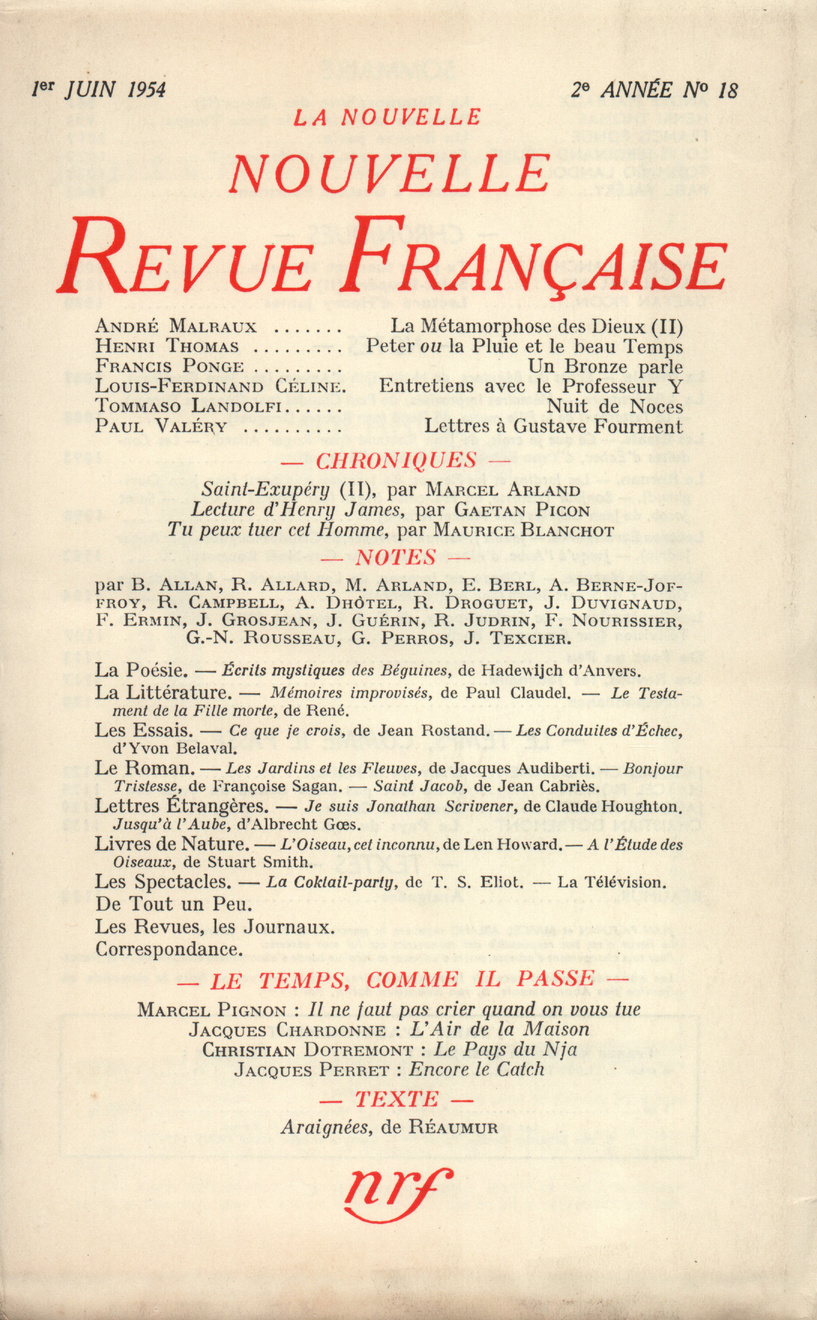 1er JUIN 1954 2e ANNÉE No 18
LA NOUVELLE
NOUVELLE
REVUE FRANÇAISE
ANDRÉ MALRAUX ....... La Métamorphose des Dieux (II)
HENRI THOMAS ......... Peter ou la Pluie et le beau Temps
FRANCIS PONGE ......... Un Bronze parle
LOUIS-FERDINAND CÉLINE. Entretiens avec le Professeur Y
TOMMASO LANDOLFI...... Nuit de Noces
PAUL VALÉRY .......... Lettres à Gustave Fourment
— CHRONIQUES —
Saint-Exupéry (II), par MARCEL ARLAND
Lecture d'Henry James, par GAETAN PICON
Tu peux tuer cet Homme, par MAURICE BLANCHOT
— NOTES —
par B. ALLAN, R. ALLARD, M. ARLAND, E. BERL, A. BERNE-JOF-
FROY, R. CAMPBELL, A. DHÔTEL, R. DROGUET, J. DUVIGNAUD,
F. ERMIN, J. GROSJEAN, J. GUÉRIN, R. JUDRIN, F. NOURISSIER,
G.-N. ROUSSEAU, G. PERROS, J. TEXCIER.
La Poésie. — Écrits mystiques des Béguines, de Hadewijch d'Anvers.
La Littérature. — Mémoires improvisés, de Paul Claudel. — Le Testa-
ment de la Fille morte, de René.
Les Essais. — Ce que je crois, de Jean Rostand. — Les Conduites d'Échec,
d'Yvon Belaval.
Le Roman. — Les Jardins et les Fleuves, de Jacques Audiberti. — Bonjour
Tristesse, de Françoise Sagan. — Saint Jacob, de Jean Cabriès.
Lettres Étrangères. — Je suis Jonathan Scrivener, de Claude Houghton.
Jusqu'à l'Aube, d'Albrecht Gœs.
Livres de Nature. — L'Oiseau, cet inconnu, de Len Howard. — A l'Étude des
Oiseaux, de Stuart Smith.
Les Spectacles. — La Coktail-party, de T. S. Eliot. — La Télévision.
De Tout un Peu.
Les Revues, les Journaux.
Correspondance.
— LE TEMPS, COMME IL PASSE —
MARCEL PIGNON : Il ne faut pas crier quand on vous tue
JACQUES CHARDONNE : L'Air de la Maison
CHRISTIAN DOTREMONT : Le Pays du Nja
JACQUES PERRET : Encore le Catch
— TEXTE —
Araignées, de RÉAUMUR
nrf